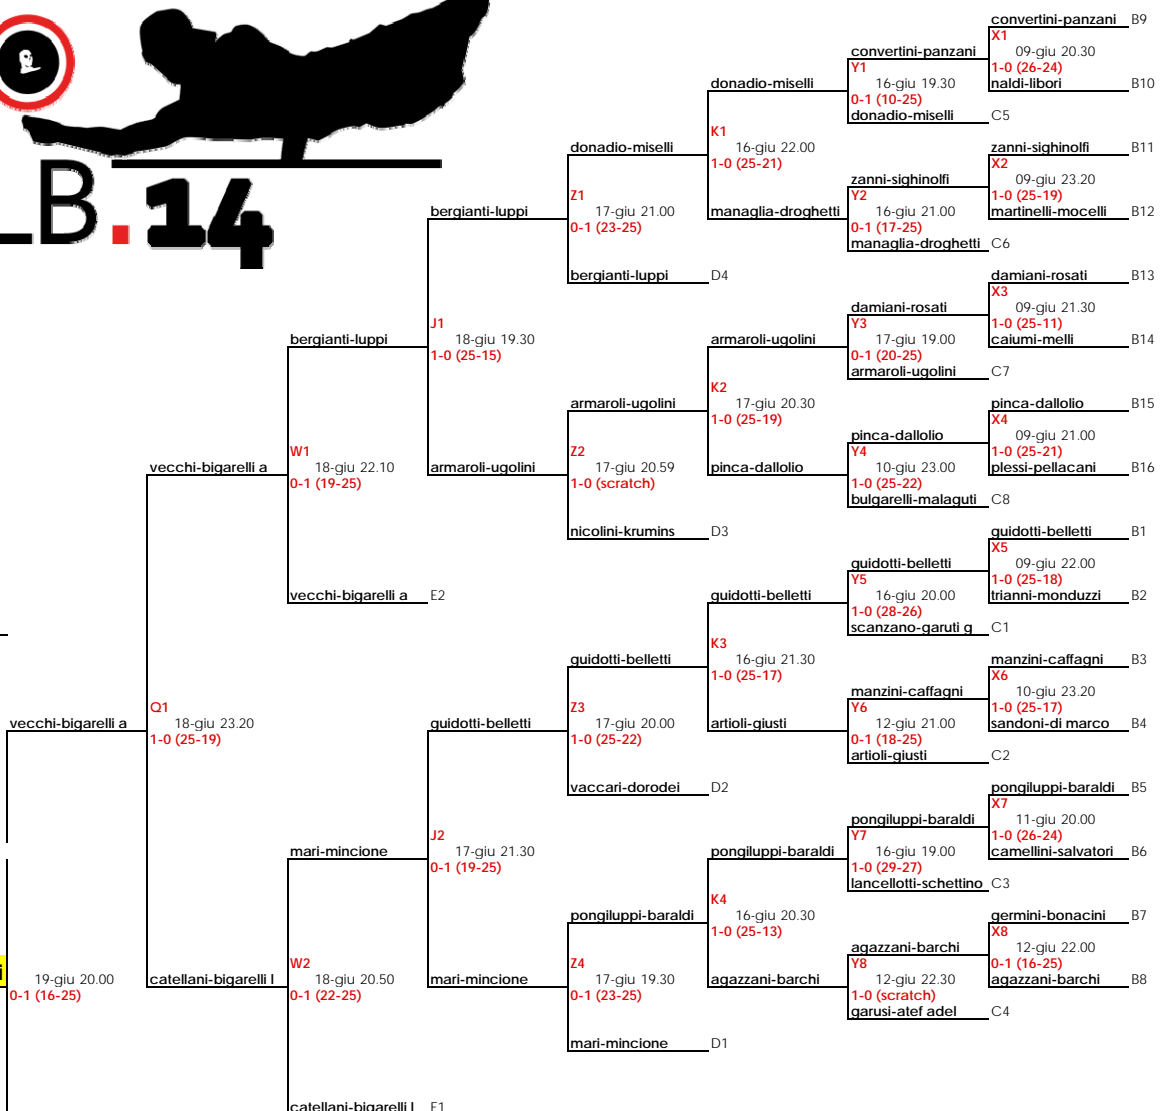 B.14
convertini-panzani B9
X1
09-giu 20.30
1-0 (26-24)
naldi-libori B10
convertini-panzani
Y1
16-giu 19.30
0-1 (10-25)
donadio-miselli C5
donadio-miselli
K1
16-giu 22.00
1-0 (25-21)
zanni-sighinolfi B11
X2
09-giu 23.20
1-0 (25-19)
martinelli-mocelli B12
zanni-sighinolfi
Y2
16-giu 21.00
0-1 (17-25)
managlia-droghetti C6
managlia-droghetti
donadio-miselli
Z1
17-giu 21.00
0-1 (23-25)
bergianti-luppi D4
bergianti-luppi
J1
18-giu 19.30
1-0 (25-15)
damiani-rosati B13
X3
09-giu 21.30
1-0 (25-11)
caiumi-melli B14
damiani-rosati
Y3
17-giu 19.00
0-1 (20-25)
armaroli-ugolini C7
armaroli-ugolini
K2
17-giu 20.30
1-0 (25-19)
pinca-dallolio B15
X4
09-giu 21.00
1-0 (25-21)
plessi-pellacani B16
pinca-dallolio
Y4
10-giu 23.00
1-0 (25-22)
bulgarelli-malaguti C8
pinca-dallolio
armaroli-ugolini
Z2
17-giu 20.59
1-0 (scratch)
nicolini-krumins D3
armaroli-ugolini
bergianti-luppi
W1
18-giu 22.10
0-1 (19-25)
vecchi-bigarelli a E2
vecchi-bigarelli a
Q1
18-giu 23.20
1-0 (25-19)
guidotti-belletti B1
X5
09-giu 22.00
1-0 (25-18)
trianni-monduzzi B2
guidotti-belletti
Y5
16-giu 20.00
1-0 (28-26)
scanzano-garuti g C1
guidotti-belletti
K3
16-giu 21.30
1-0 (25-17)
manzini-caffagni B3
X6
10-giu 23.20
1-0 (25-17)
sandoni-di marco B4
manzini-caffagni
Y6
12-giu 21.00
0-1 (18-25)
artioli-giusti C2
artioli-giusti
guidotti-belletti
Z3
17-giu 20.00
1-0 (25-22)
vaccari-dorodei D2
guidotti-belletti
J2
17-giu 21.30
0-1 (19-25)
pongiluppi-baraldi B5
X7
11-giu 20.00
1-0 (26-24)
camellini-salvatori B6
pongiluppi-baraldi
Y7
16-giu 19.00
1-0 (29-27)
lancellotti-schettino C3
pongiluppi-baraldi
K4
16-giu 20.30
1-0 (25-13)
germini-bonacini B7
X8
12-giu 22.00
0-1 (16-25)
agazzani-barchi B8
agazzani-barchi
Y8
12-giu 22.30
1-0 (scratch)
garusi-atef adel C4
agazzani-barchi
pongiluppi-baraldi
Z4
17-giu 19.30
0-1 (23-25)
mari-mincione D1
mari-mincione
mari-mincione
W2
18-giu 20.50
0-1 (22-25)
catellani-bigarelli l E1
catellani-bigarelli l
vecchi-bigarelli a
i
19-giu 20.00
0-1 (16-25)